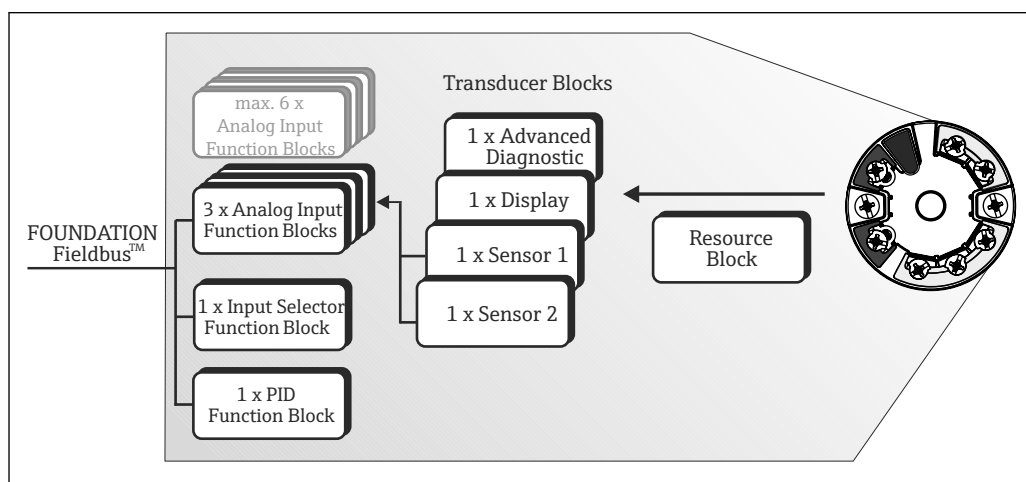 max. 6 x
Analog Input
Function Blocks
Transducer Blocks
1 x Advanced
Diagnostic
1 x Display
3 x Analog Input
Function Blocks
FOUNDATION
Fieldbus™
1 x Sensor 1
Resource
Block
1 x Input Selector
Function Block
1 x Sensor 2
1 x PID
Function Block